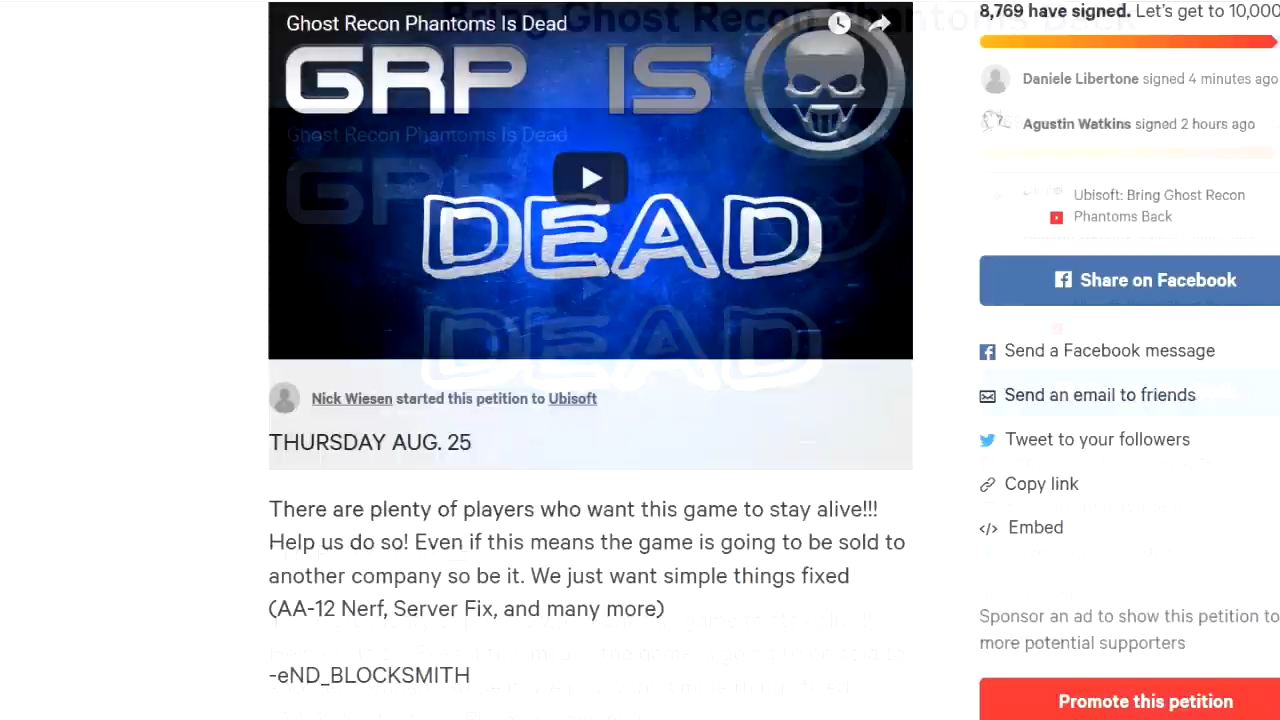 Bring Ghost Recon Phantoms Back
Ghost Recon Phantoms Is Dead
GRP IS
DEAD
Nick Wiesen started this petition to Ubisoft
THURSDAY AUG. 25
There are plenty of players who want this game to stay alive!!!
Help us do so! Even if this means the game is going to be sold to
another company so be it. We just want simple things fixed
(AA-12 Nerf, Server Fix, and many more)
-eND_BLOCKSMITH
8,769 have signed. Let's get to 10,000
Daniele Libertone signed 4 minutes ago
Agustin Watkins signed 2 hours ago
Ubisoft: Bring Ghost Recon
Phantoms Back
Share on Facebook
Send a Facebook message
Send an email to friends
Tweet to your followers
Copy link
Embed
Sponsor an ad to show this petition to
more potential supporters
Promote this petition